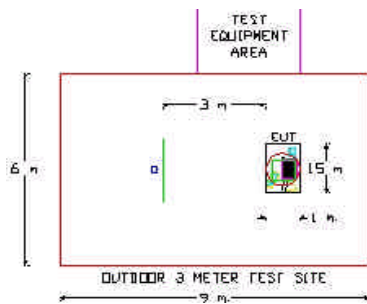 TEST
EQUIPMENT
AREA
3 m
EUT
6 m
1.5 m
1 m.
OUTDOOR 3 METER TEST SITE
9 m.